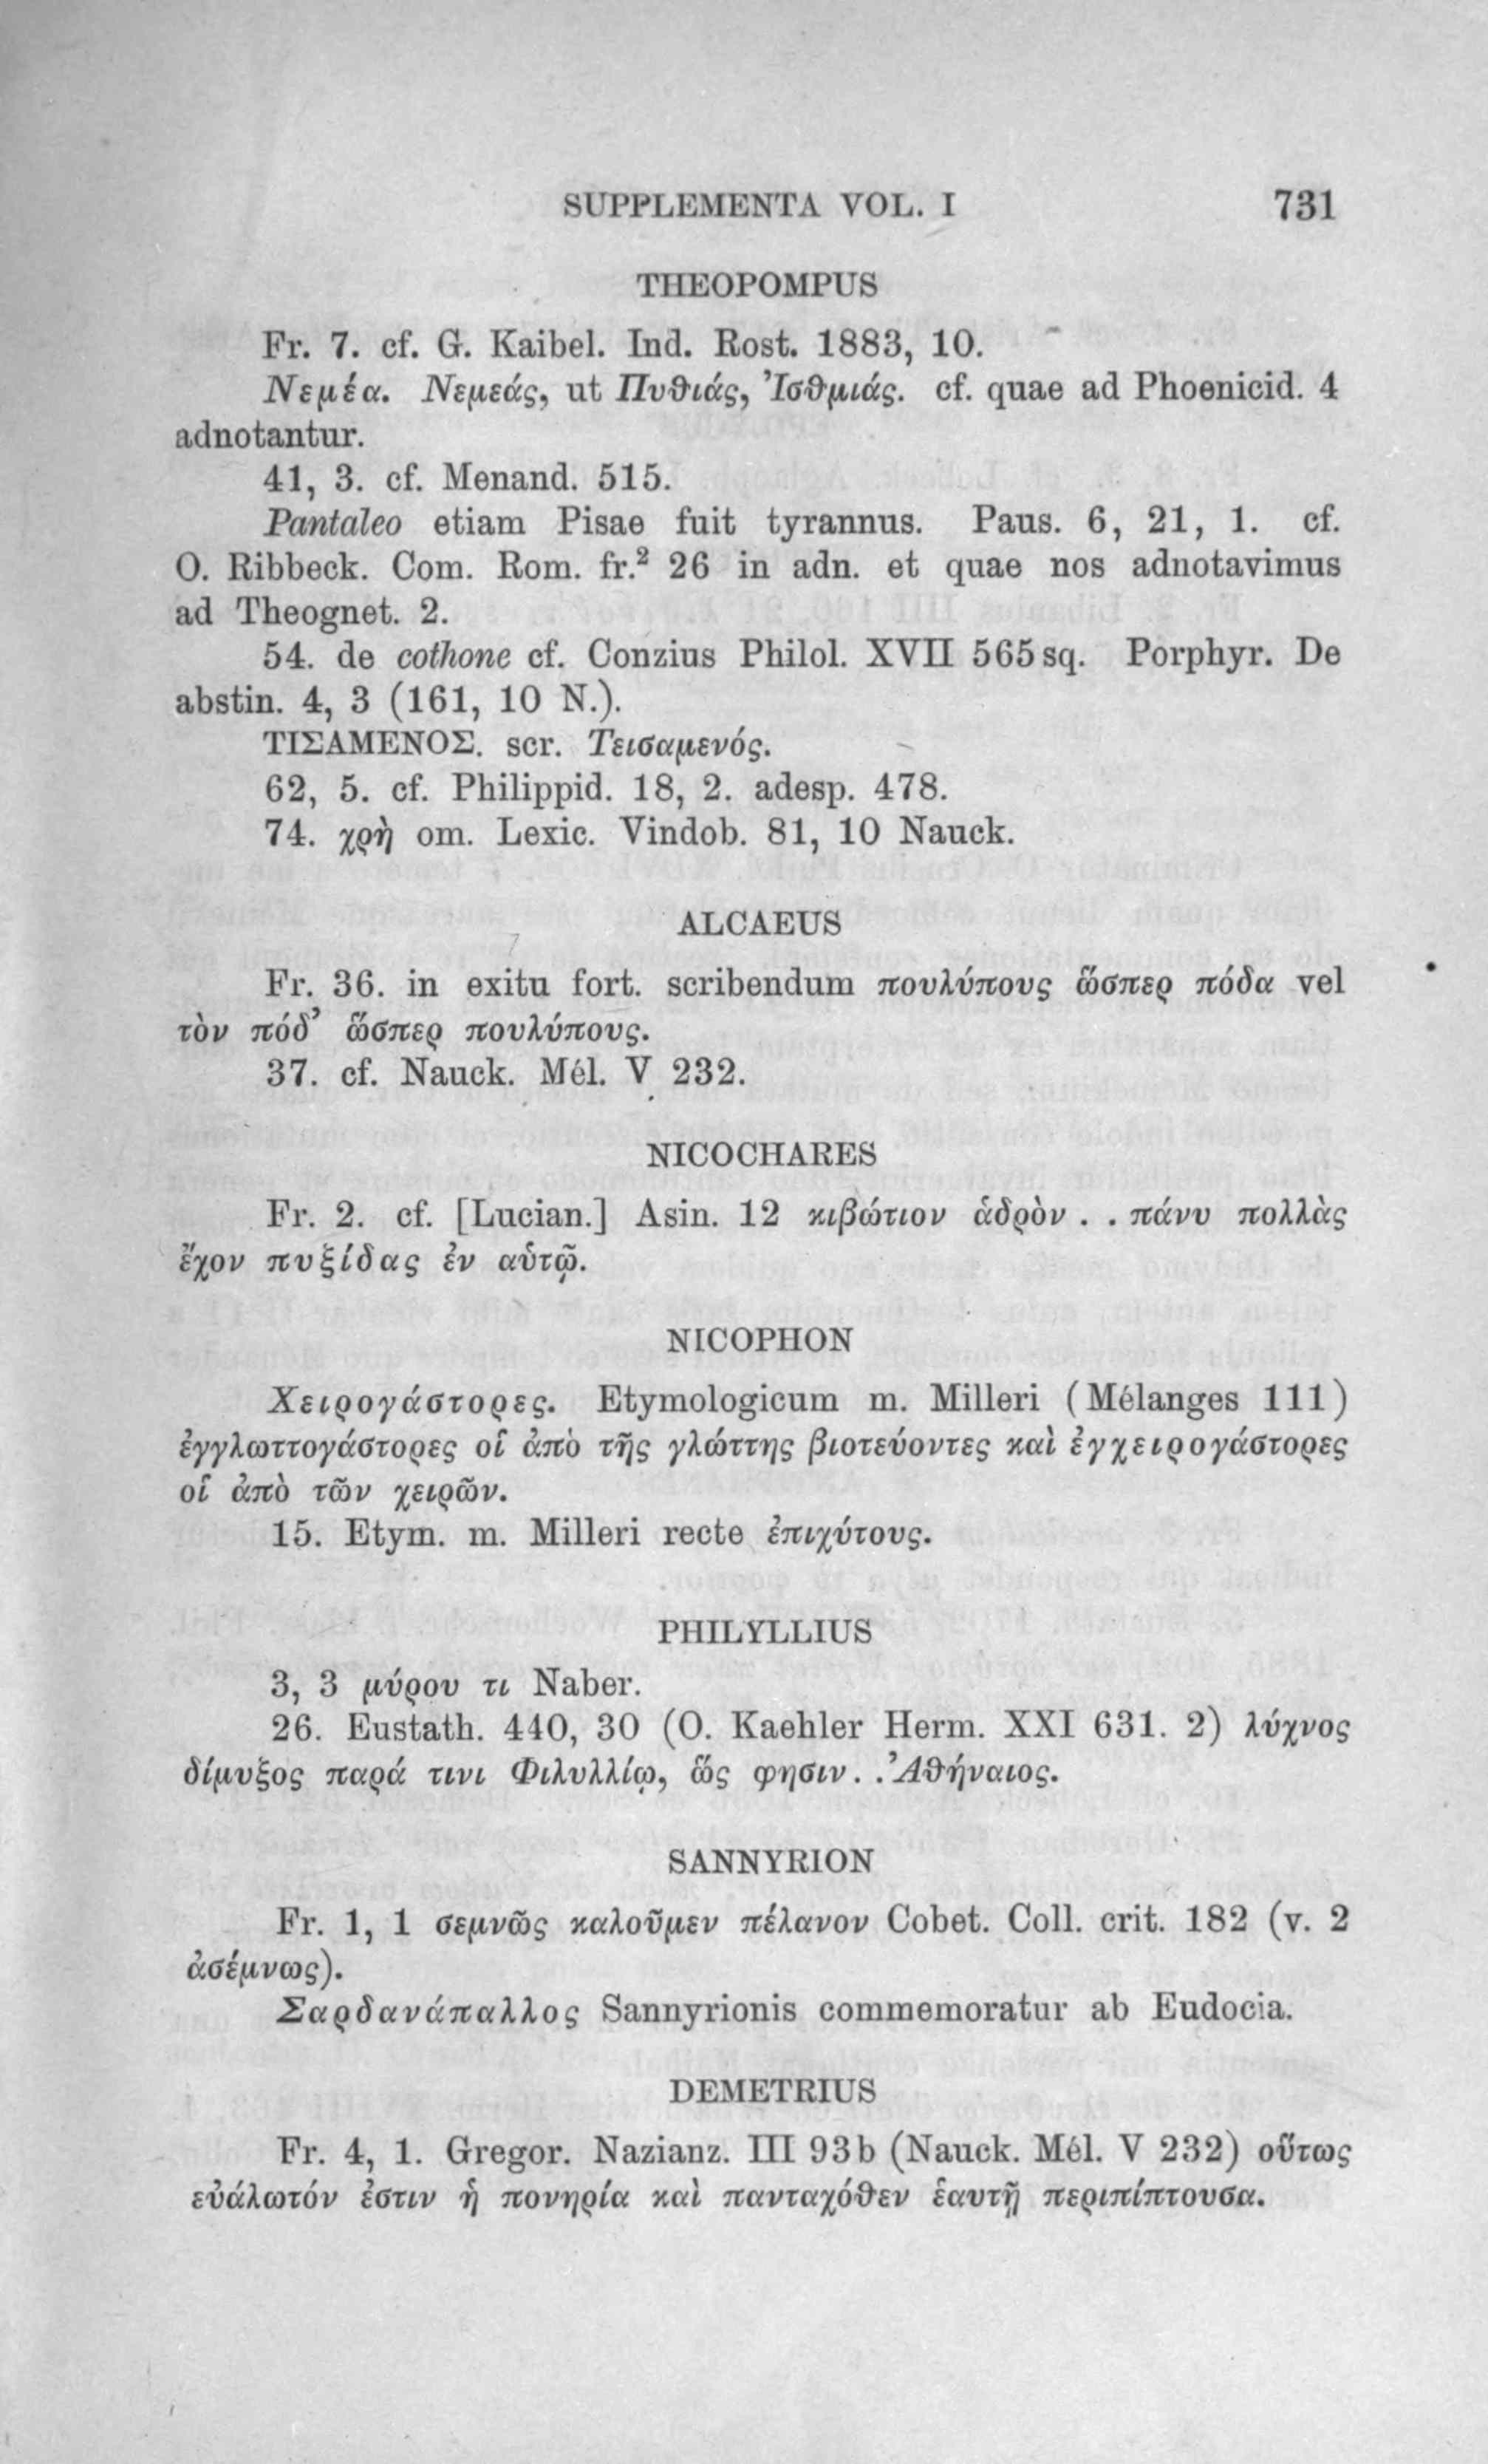 SUPPLEMENTA VOL. I 731
THEOPOMPUS
Fr. 7. cf. G. Kaibel. Ind. Rost. 1883, 10.
Νεμέα. Νεμεάς, ut Πυθιάς, Ἰσθμιάς. cf. quae ad Phoenicid. 4
adnotantur.
41, 3. cf. Menand. 515.
Pantaleo etiam Pisae fuit tyrannus. Paus. 6, 21, 1. cf.
O. Ribbeck. Com. Rom. fr.² 26 in adn. et quae nos adnotavimus
ad Theognet. 2.
54. de cothone cf. Conzius Philol. XVII 565 sq. Porphyr. De
abstin. 4, 3 (161, 10 N.).
ΤΙΣΑΜΕΝΟΣ. scr. Τεισαμενός.
62, 5. cf. Philippid. 18, 2. adesp. 478.
74. χρὴ om. Lexic. Vindob. 81, 10 Nauck.
ALCAEUS
Fr. 36. in exitu fort. scribendum πουλύπους ὥσπερ πόδα vel
τὸν πόδ’ ὥσπερ πουλύπους.
37. cf. Nauck. Mél. V 232.
NICOCHARES
Fr. 2. cf. [Lucian.] Asin. 12 κιβώτιον ἁδρὸν . . πάνυ πολλὰς
ἔχον πυξίδας ἐν αὑτῷ.
NICOPHON
Χειρογάστορες. Etymologicum m. Milleri (Mélanges 111)
ἐγγλωττογάστορες οἱ ἀπὸ τῆς γλώττης βιοτεύοντες καὶ ἐγχειρογάστορες
οἱ ἀπὸ τῶν χειρῶν.
15. Etym. m. Milleri recte ἐπιχύτους.
PHILYLLIUS
3, 3 μύρου τι Naber.
26. Eustath. 440, 30 (O. Kaehler Herm. XXI 631. 2) λύχνος
δίμυξος παρά τινι Φιλυλλίῳ, ὥς φησιν . . Ἀθήναιος.
SANNYRION
Fr. 1, 1 σεμνῶς καλοῦμεν πέλανον Cobet. Coll. crit. 182 (v. 2
ἀσέμνως).
Σαρδανάπαλλος Sannyrionis commemoratur ab Eudocia.
DEMETRIUS
Fr. 4, 1. Gregor. Nazianz. III 93 b (Nauck. Mél. V 232) οὕτως
εὐάλωτόν ἐστιν ἡ πονηρία καὶ πανταχόθεν ἑαυτῇ περιπίπτουσα.